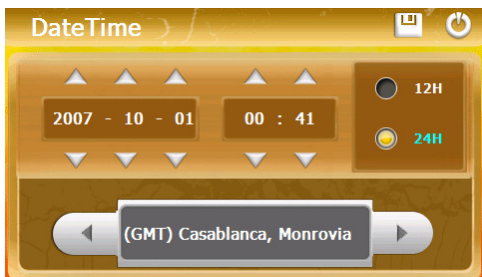 DateTime
2007 - 10 - 01 00 : 41
12H
24H
(GMT) Casablanca, Monrovia